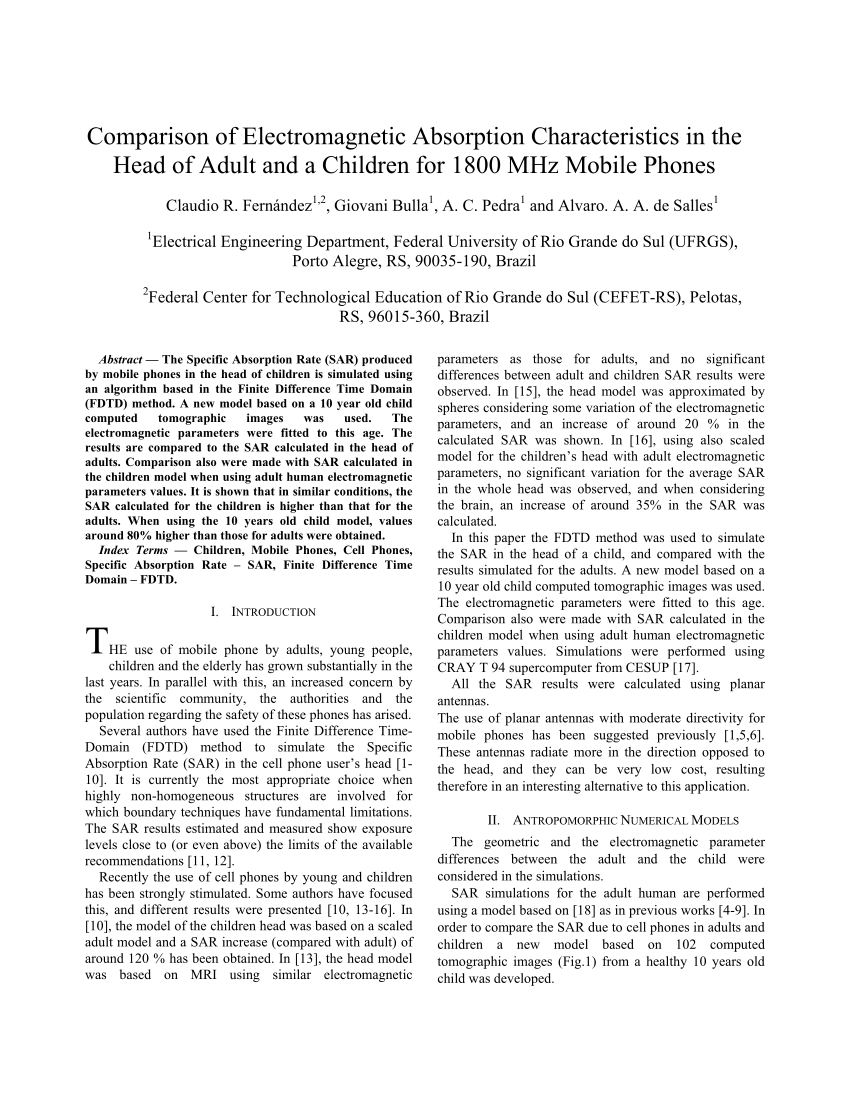 Comparison of Electromagnetic Absorption Characteristics in the
Head of Adult and a Children for 1800 MHz Mobile Phones
Claudio R. Fernández1,2, Giovani Bulla1, A. C. Pedra1 and Alvaro. A. A. de Salles1
1Electrical Engineering Department, Federal University of Rio Grande do Sul (UFRGS),
Porto Alegre, RS, 90035-190, Brazil
2Federal Center for Technological Education of Rio Grande do Sul (CEFET-RS), Pelotas,
RS, 96015-360, Brazil
Abstract — The Specific Absorption Rate (SAR) produced
by mobile phones in the head of children is simulated using
an algorithm based in the Finite Difference Time Domain
(FDTD) method. A new model based on a 10 year old child
computed tomographic images was used. The
electromagnetic parameters were fitted to this age. The
results are compared to the SAR calculated in the head of
adults. Comparison also were made with SAR calculated in
the children model when using adult human electromagnetic
parameters values. It is shown that in similar conditions, the
SAR calculated for the children is higher than that for the
adults. When using the 10 years old child model, values
around 80% higher than those for adults were obtained.
Index Terms — Children, Mobile Phones, Cell Phones,
Specific Absorption Rate – SAR, Finite Difference Time
Domain – FDTD.
I. INTRODUCTION
THE use of mobile phone by adults, young people,
children and the elderly has grown substantially in the
last years. In parallel with this, an increased concern by
the scientific community, the authorities and the
population regarding the safety of these phones has arised.
Several authors have used the Finite Difference Time-
Domain (FDTD) method to simulate the Specific
Absorption Rate (SAR) in the cell phone user's head [1-
10]. It is currently the most appropriate choice when
highly non-homogeneous structures are involved for
which boundary techniques have fundamental limitations.
The SAR results estimated and measured show exposure
levels close to (or even above) the limits of the available
recommendations [11, 12].
Recently the use of cell phones by young and children
has been strongly stimulated. Some authors have focused
this, and different results were presented [10, 13-16]. In
[10], the model of the children head was based on a scaled
adult model and a SAR increase (compared with adult) of
around 120 % has been obtained. In [13], the head model
was based on MRI using similar electromagnetic
parameters as those for adults, and no significant
differences between adult and children SAR results were
observed. In [15], the head model was approximated by
spheres considering some variation of the electromagnetic
parameters, and an increase of around 20 % in the
calculated SAR was shown. In [16], using also scaled
model for the children's head with adult electromagnetic
parameters, no significant variation for the average SAR
in the whole head was observed, and when considering
the brain, an increase of around 35% in the SAR was
calculated.
In this paper the FDTD method was used to simulate
the SAR in the head of a child, and compared with the
results simulated for the adults. A new model based on a
10 year old child computed tomographic images was used.
The electromagnetic parameters were fitted to this age.
Comparison also were made with SAR calculated in the
children model when using adult human electromagnetic
parameters values. Simulations were performed using
CRAY T 94 supercomputer from CESUP [17].
All the SAR results were calculated using planar
antennas.
The use of planar antennas with moderate directivity for
mobile phones has been suggested previously [1,5,6].
These antennas radiate more in the direction opposed to
the head, and they can be very low cost, resulting
therefore in an interesting alternative to this application.
II. ANTROPOMORPHIC NUMERICAL MODELS
The geometric and the electromagnetic parameter
differences between the adult and the child were
considered in the simulations.
SAR simulations for the adult human are performed
using a model based on [18] as in previous works [4-9]. In
order to compare the SAR due to cell phones in adults and
children a new model based on 102 computed
tomographic images (Fig.1) from a healthy 10 years old
child was developed.